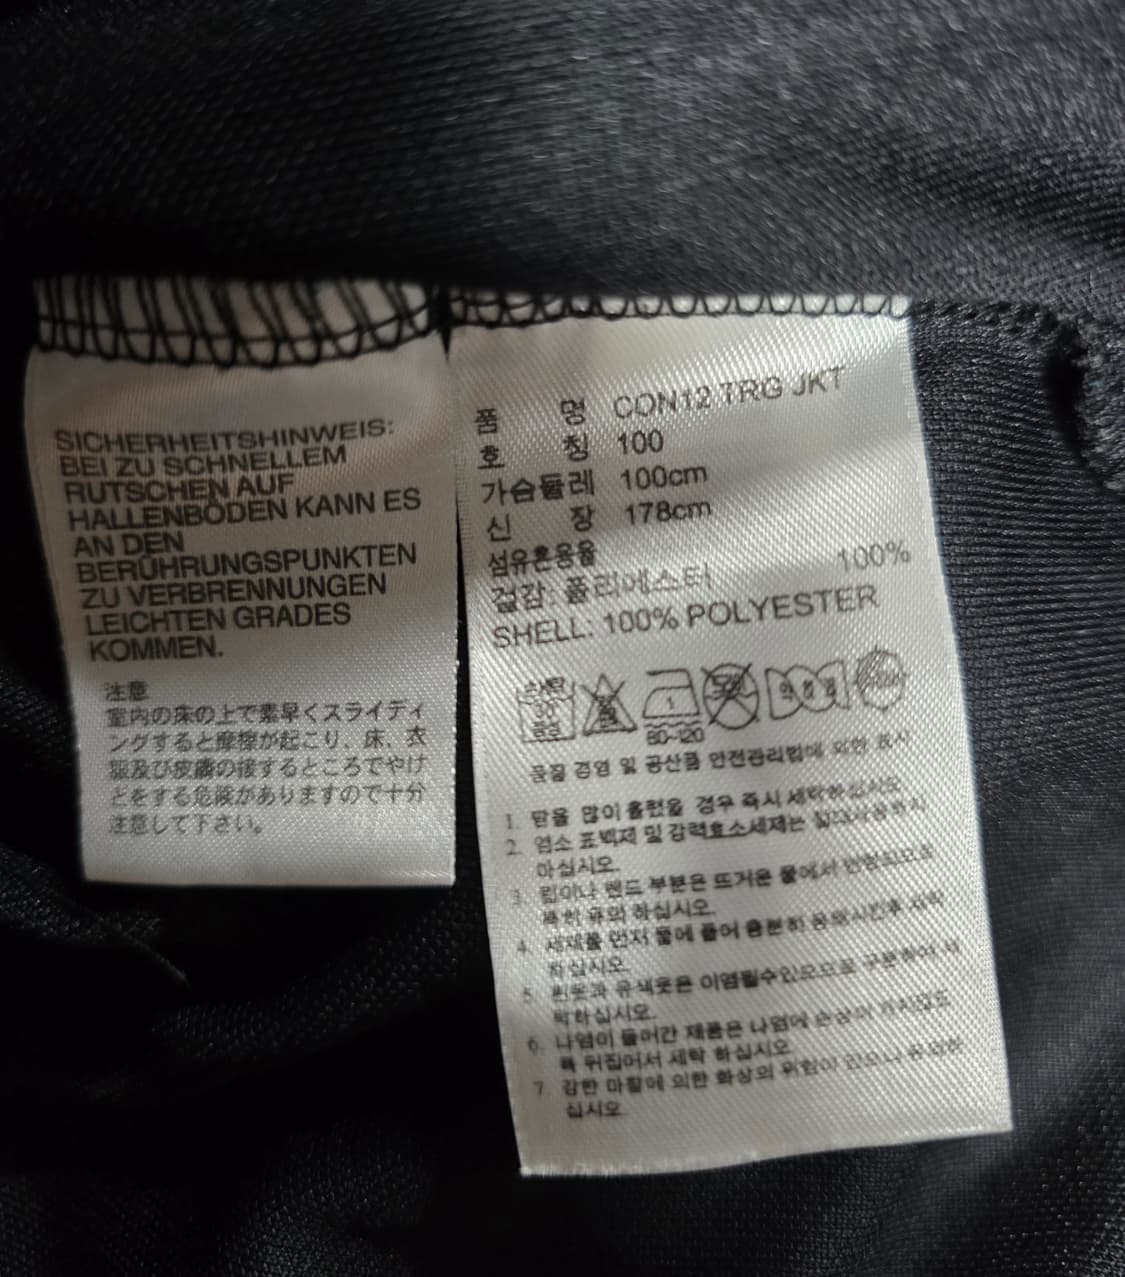 SICHERHEITSHINWEIS:
BEI ZU SCHNELLEM
RUTSCHEN AUF
HALLENBÖDEN KANN ES
AN DEN
BERÜHRUNGSPUNKTEN
ZU VERBRENNUNGEN
LEICHTEN GRADES
KOMMEN.
注意
室内の床の上で素早くスライディ
ングすると摩擦が起こり、床、衣
服及び皮膚の接するところでやけ
どをする危険がありますので十分
注意して下さい。
품 명 CON12 TRG JKT
호 칭 100
가슴둘레 100cm
신 장 178cm
섬유혼용율
겉감: 폴리에스터 100%
SHELL: 100% POLYESTER
80~120
품질 경영 및 공산품 안전관리법에 의한 표시
1. 땀을 많이 흘렸을 경우 즉시 세탁하십시오
2. 염소 표백제 및 강력효소세제는 절대사용하지
마십시오.
3. 립이나 밴드 부분은 뜨거운 물에서
특히 유의 하십시오.
4. 세제를 먼저 물에 풀어 충분히 용해시킨후 세탁
하십시오.
5. 흰옷과 유색옷은 이염될수있으므로 구분하여 세
탁하십시오.
6. 나염이 들어간 제품은 나염에 손상이 가지않도
록 뒤집어서 세탁 하십시오
7. 강한 마찰에 의한 화상의 위험이 있으니
십시오.